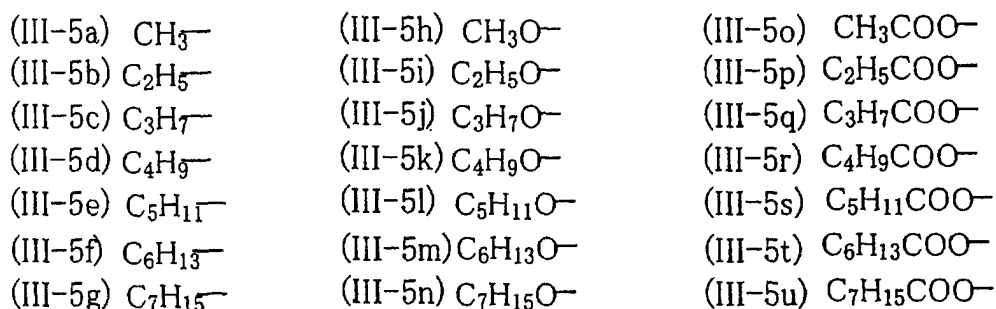 (III-5a) CH₃— (III-5h) CH₃O— (III-5o) CH₃COO—
(III-5b) C₂H₅— (III-5i) C₂H₅O— (III-5p) C₂H₅COO—
(III-5c) C₃H₇— (III-5j) C₃H₇O— (III-5q) C₃H₇COO—
(III-5d) C₄H₉— (III-5k) C₄H₉O— (III-5r) C₄H₉COO—
(III-5e) C₅H₁₁— (III-5l) C₅H₁₁O— (III-5s) C₅H₁₁COO—
(III-5f) C₆H₁₃— (III-5m) C₆H₁₃O— (III-5t) C₆H₁₃COO—
(III-5g) C₇H₁₅— (III-5n) C₇H₁₅O— (III-5u) C₇H₁₅COO—